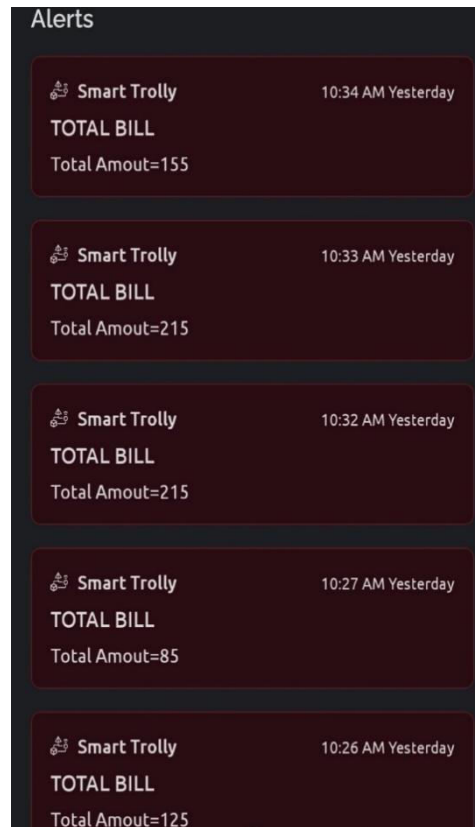 Alerts
Smart Trolly 10:34 AM Yesterday
TOTAL BILL
Total Amout=155
Smart Trolly 10:33 AM Yesterday
TOTAL BILL
Total Amout=215
Smart Trolly 10:32 AM Yesterday
TOTAL BILL
Total Amout=215
Smart Trolly 10:27 AM Yesterday
TOTAL BILL
Total Amout=85
Smart Trolly 10:26 AM Yesterday
TOTAL BILL
Total Amout=125